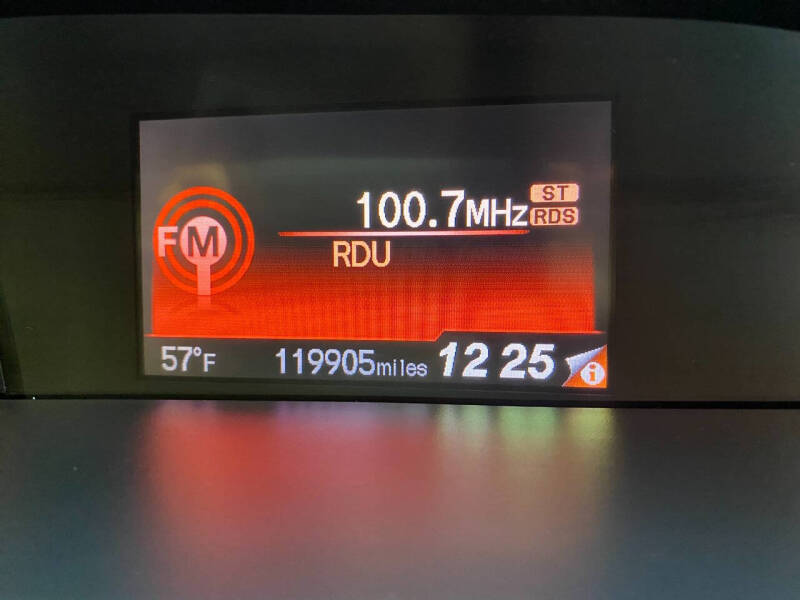 100.7MHz ST
RDS
FM
RDU
57°F 119905miles 12 25 i